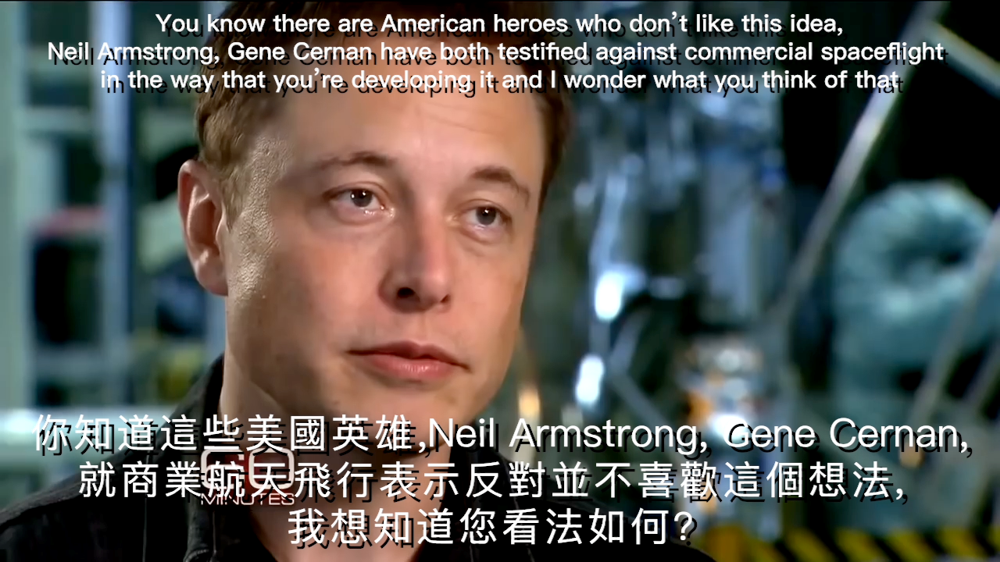 You know there are American heroes who don't like this idea,
Neil Armstrong, Gene Cernan have both testified against commercial spaceflight
in the way that you're developing it and I wonder what you think of that
你知道這些美國英雄,Neil Armstrong, Gene Cernan,
就商業航天飛行表示反對並不喜歡這個想法,
60
MINUTES
我想知道您看法如何?